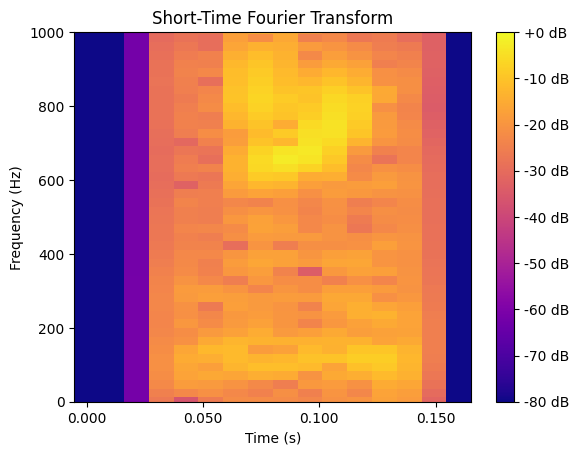 Short-Time Fourier Transform
1000
800
600
400
200
0
Frequency (Hz)
0.000
0.050
0.100
0.150
Time (s)
+0 dB
-10 dB
-20 dB
-30 dB
-40 dB
-50 dB
-60 dB
-70 dB
-80 dB